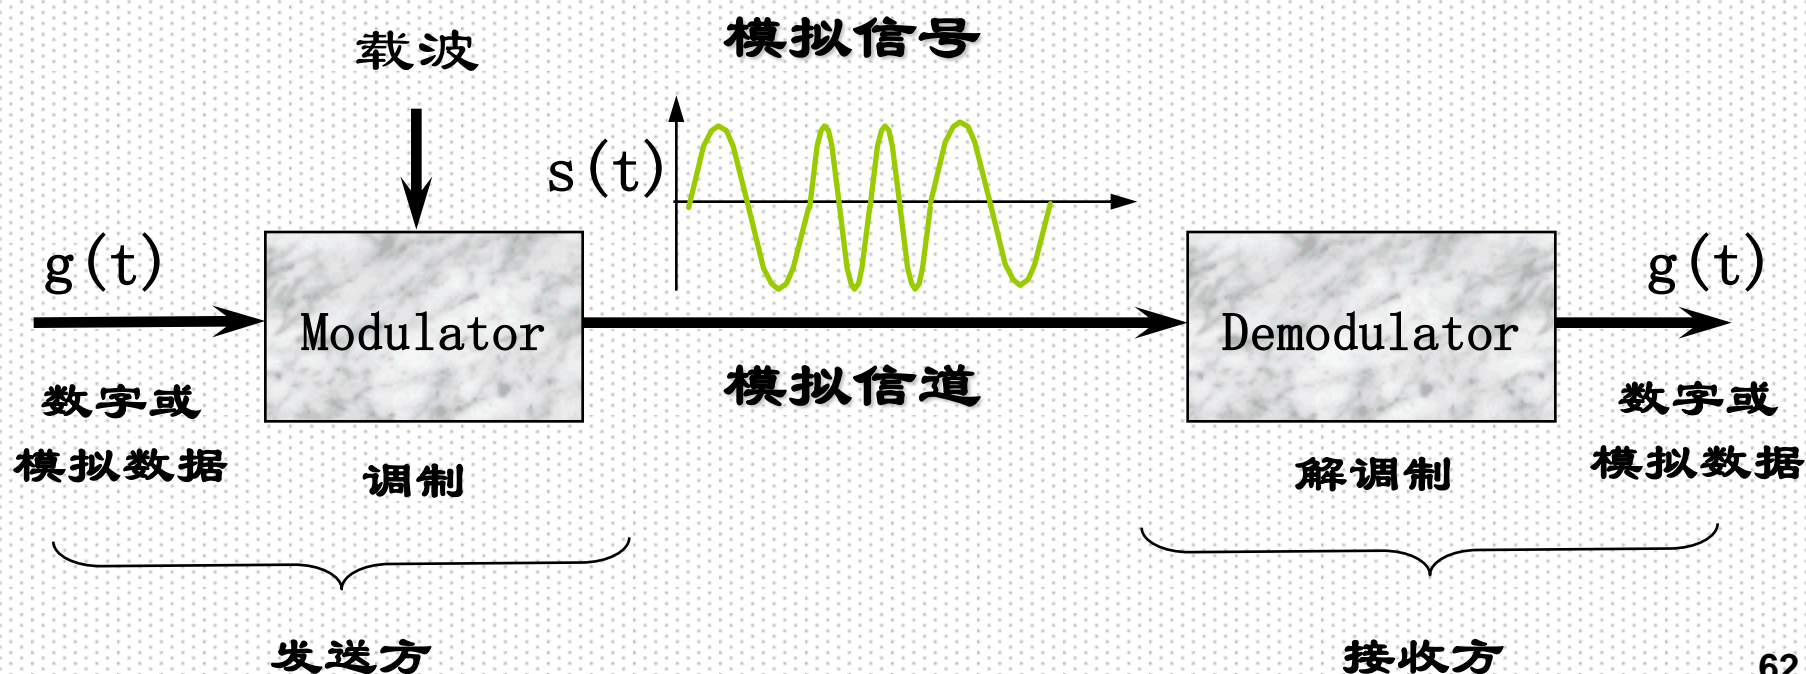 载波
模拟信号
s(t)
g(t)
g(t)
Modulator
Demodulator
模拟信道
数字或
模拟数据
调制
解调制
数字或
模拟数据
发送方
接收方
62